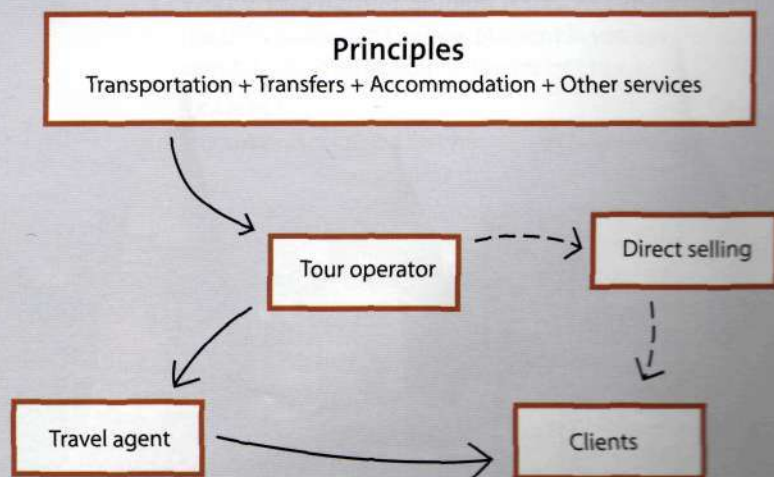 Principles
Transportation + Transfers + Accommodation + Other services
Tour operator
Direct selling
Travel agent
Clients